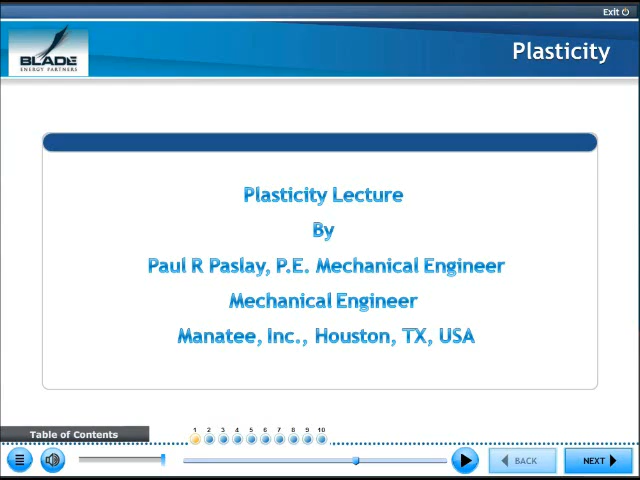 Exit
BLADE
ENERGY PARTNERS
Plasticity
Plasticity Lecture
By
Paul R Paslay, P.E. Mechanical Engineer
Mechanical Engineer
Manatee, Inc., Houston, TX, USA
1 2 3 4 5 6 7 8 9 10
Table of Contents
BACK
NEXT